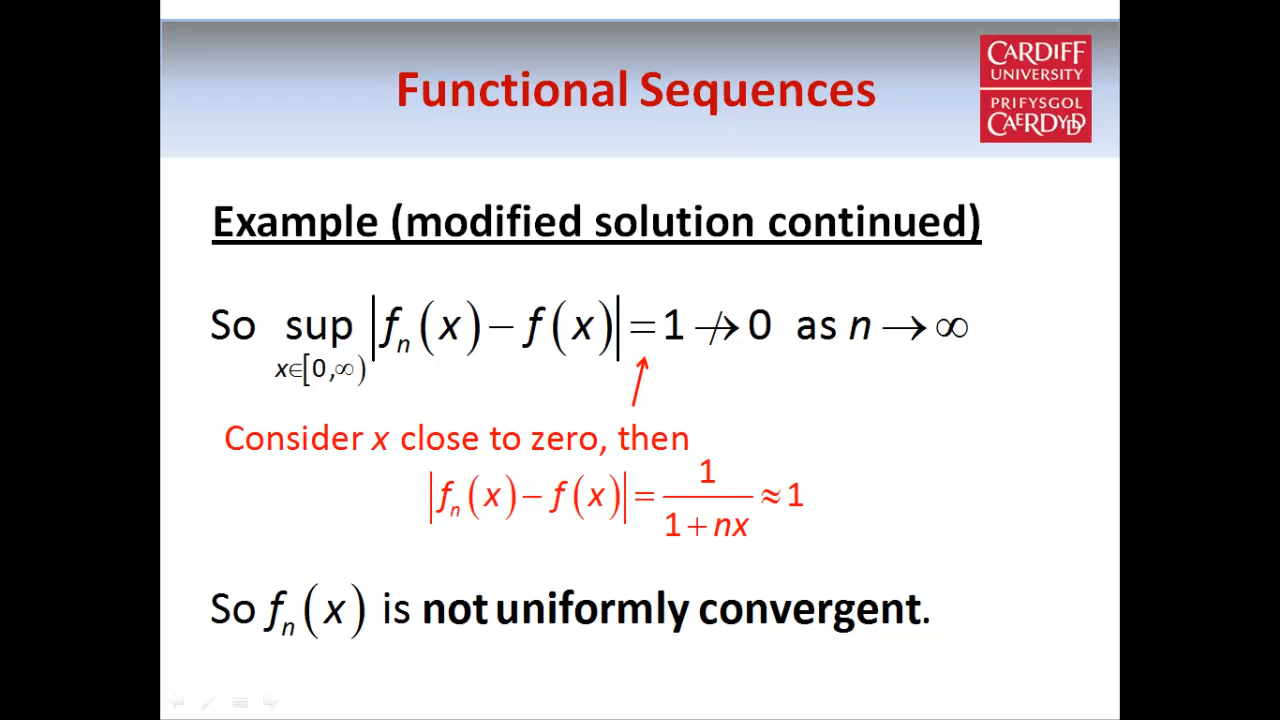 Functional Sequences
CARDIFF
UNIVERSITY
PRIFYSGOL
CAERDYDD
Example (modified solution continued)
So sup |fₙ(x) − f(x)| = 1 ↛ 0 as n → ∞
x∈[0,∞)
Consider x close to zero, then
|fₙ(x) − f(x)| = 1/(1 + nx) ≈ 1
So fₙ(x) is not uniformly convergent.